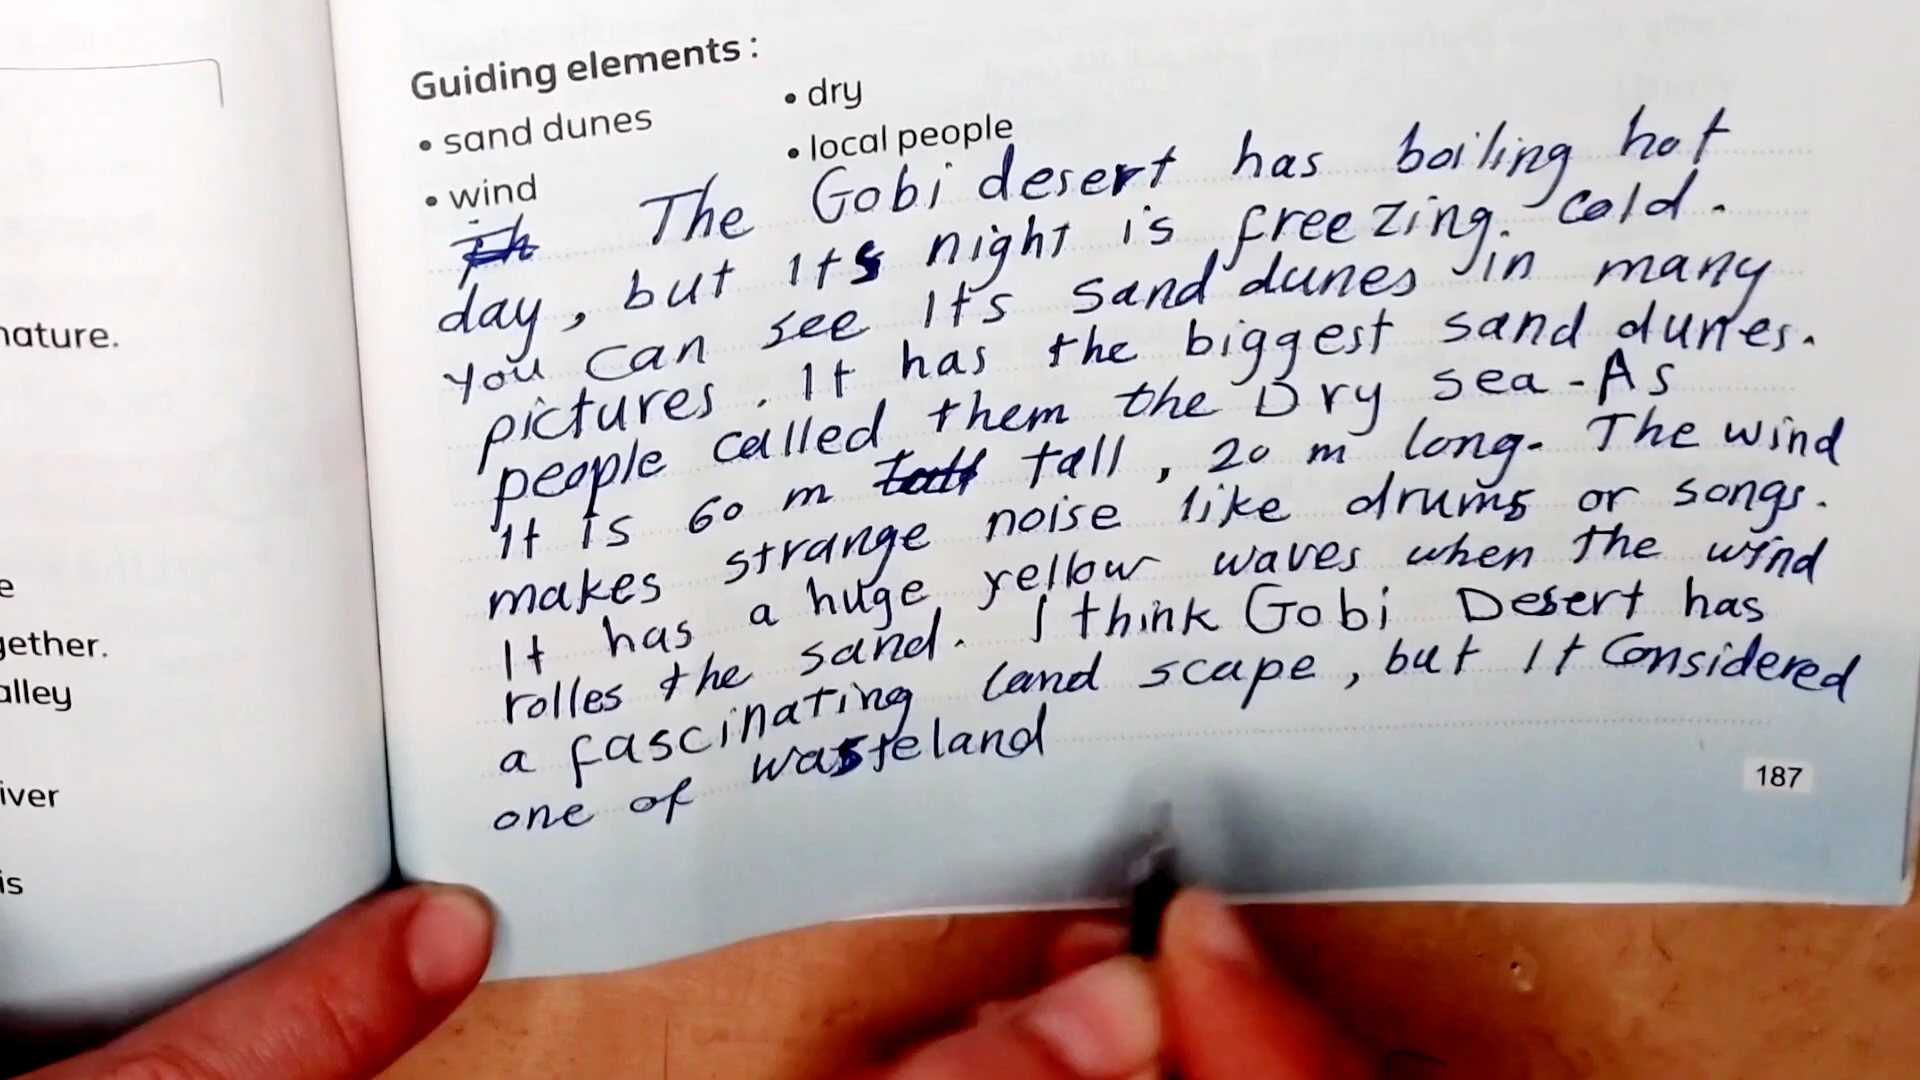 Guiding elements :
• sand dunes
• wind
• dry
• local people
The Gobi desert has boiling hot
day, but its night is freezing. cold.
you can see its sand dunes in many
pictures. It has the biggest sand dunes.
people called them the Dry sea - As
It is 60 m tall, 20 m long. The wind
makes strange noise like drums or songs.
It has a huge yellow waves when the wind
rolles the sand. I think Gobi Desert has
a fascinating land scape, but It Considered
one of wasteland
187
nature.
e
gether.
alley
iver
is